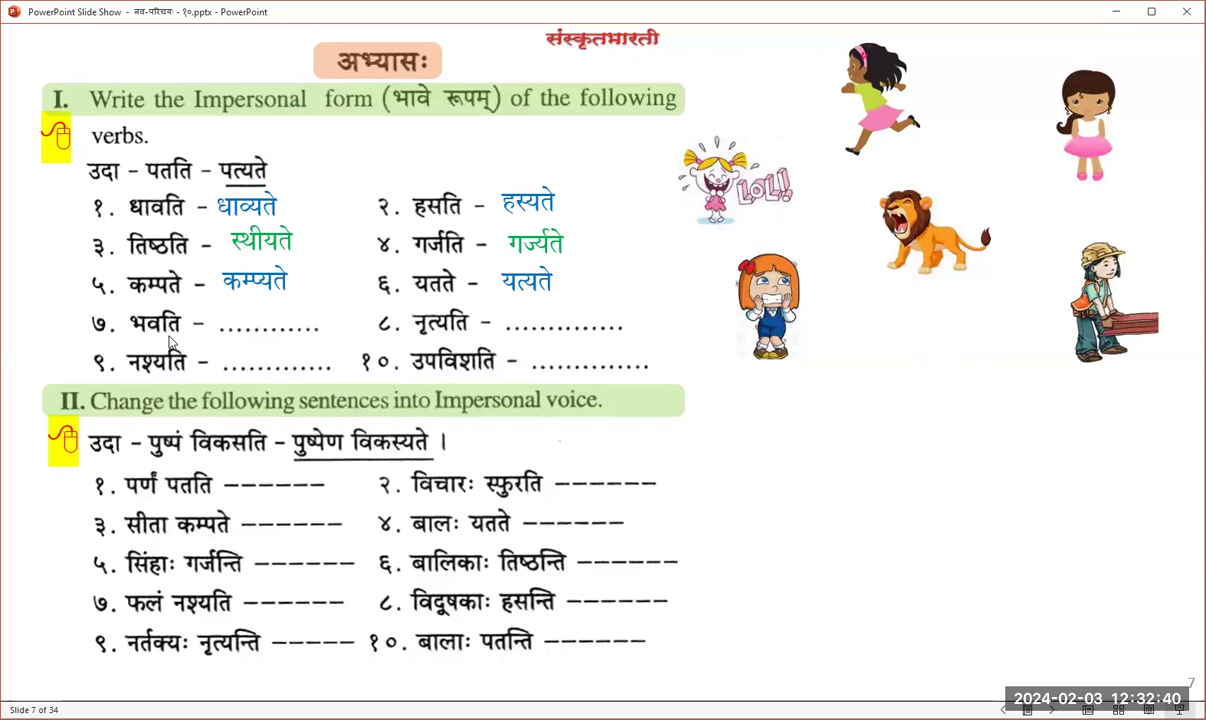 PowerPoint Slide Show - नव-परिचयः - १०.pptx - PowerPoint
संस्कृतभारती
अभ्यासः
I. Write the Impersonal form (भावे रूपम्) of the following
verbs.
उदा – पतति – पत्यते
१. धावति – धाव्यते २. हसति – हस्यते
३. तिष्ठति – स्थीयते ४. गर्जति – गर्ज्यते
५. कम्पते – कम्प्यते ६. यतते – यत्यते
७. भवति – ............ ८. नृत्यति – ..............
९. नश्यति – ............. १०. उपविशति – ..............
LOL!
II. Change the following sentences into Impersonal voice.
उदा – पुष्पं विकसति – पुष्पेण विकस्यते ।
१. पर्णं पतति –––––– २. विचारः स्फुरति ––––––
३. सीता कम्पते –––––– ४. बालः यतते ––––––
५. सिंहाः गर्जन्ति –––––– ६. बालिकाः तिष्ठन्ति ––––––
७. फलं नश्यति –––––– ८. विदूषकाः हसन्ति ––––––
९. नर्तक्यः नृत्यन्ति ––––– १०. बालाः पतन्ति ––––––
7
2024-02-03 12:32:40
Slide 7 of 34